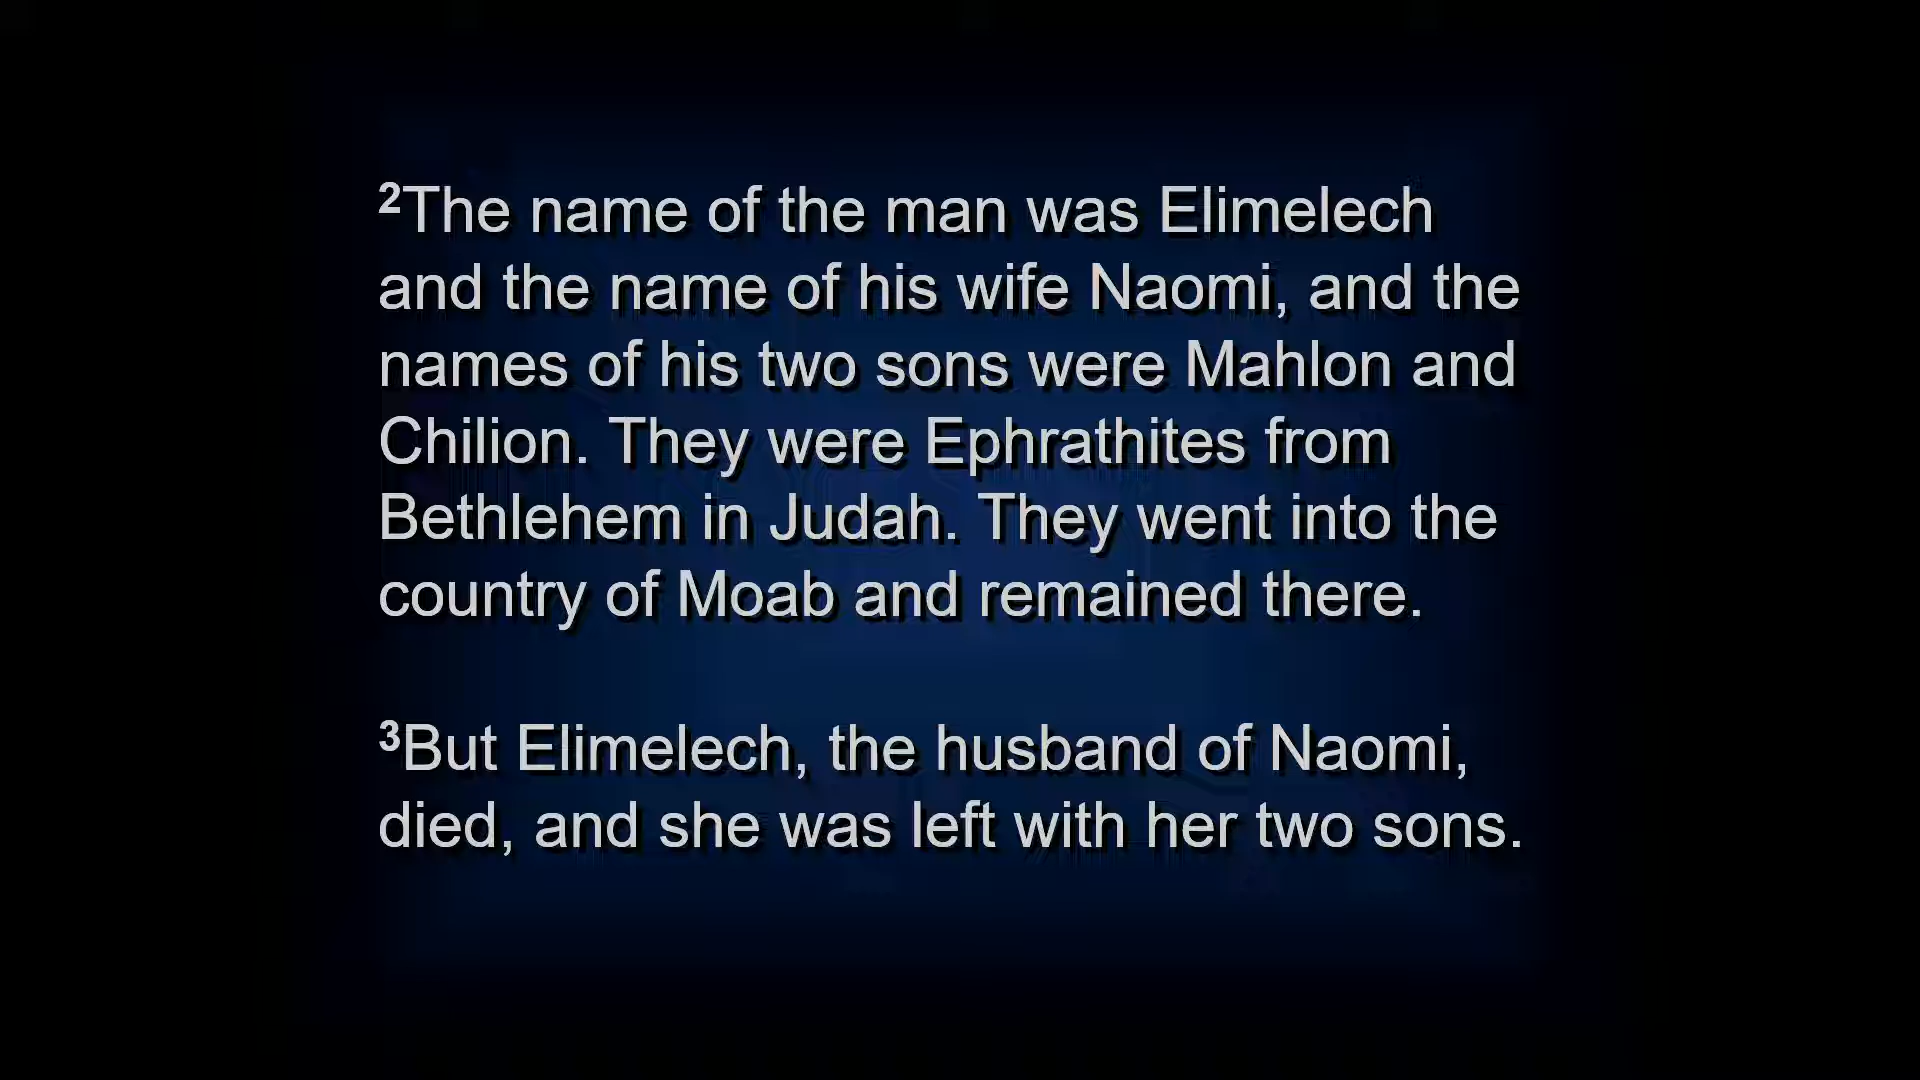 ²The name of the man was Elimelech
and the name of his wife Naomi, and the
names of his two sons were Mahlon and
Chilion. They were Ephrathites from
Bethlehem in Judah. They went into the
country of Moab and remained there.
³But Elimelech, the husband of Naomi,
died, and she was left with her two sons.